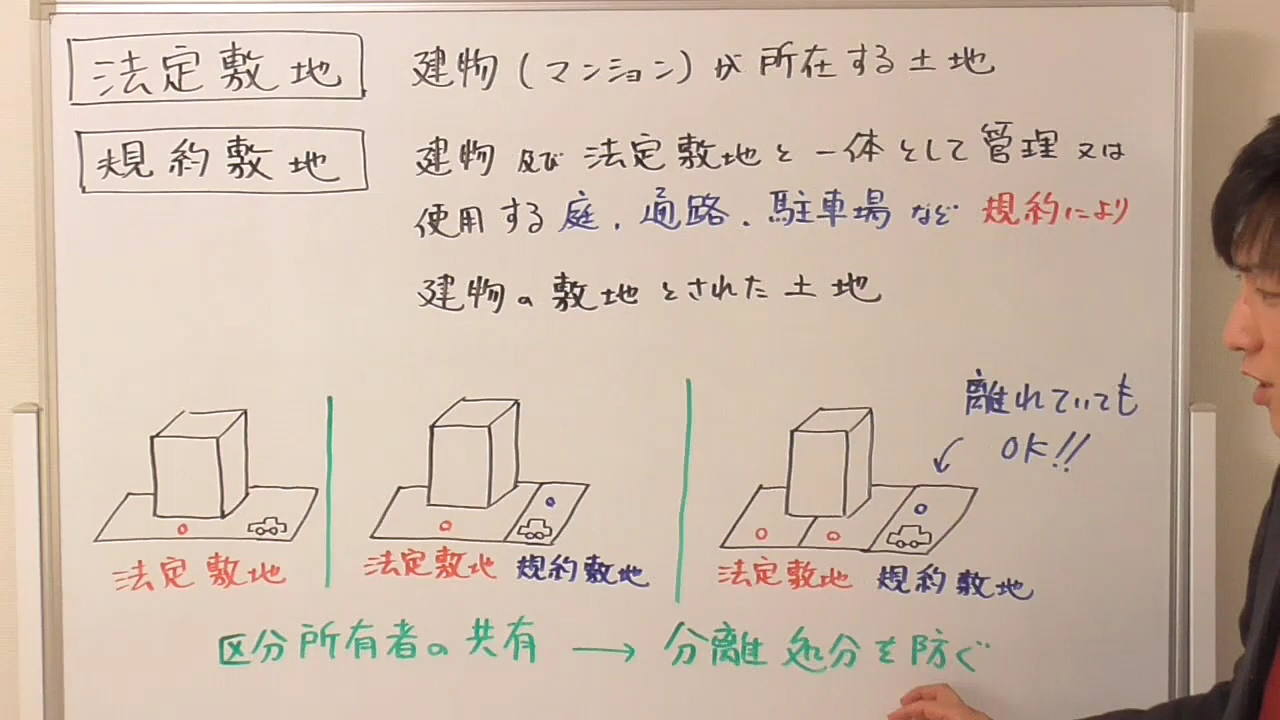 法定敷地 建物(マンション)が所在する土地
規約敷地 建物及び法定敷地と一体として管理又は
使用する庭、通路、駐車場など規約により
建物の敷地とされた土地
離れていても
OK!!
法定敷地
法定敷地 規約敷地
法定敷地 規約敷地
区分所有者の共有 → 分離処分を防ぐ